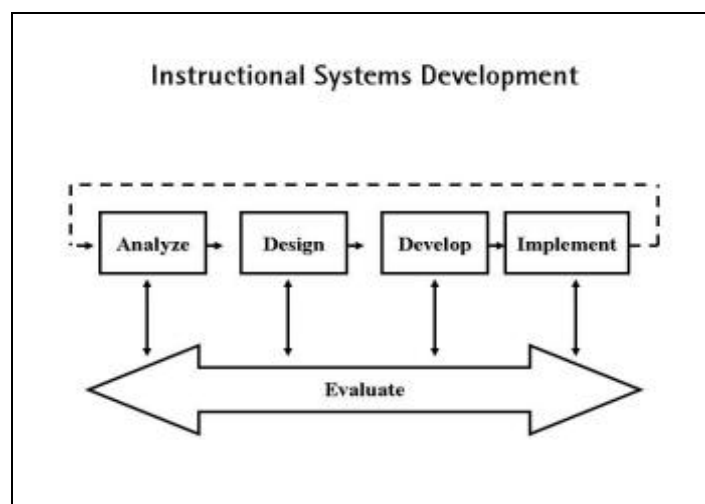 Instructional Systems Development
Analyze
Design
Develop
Implement
Evaluate